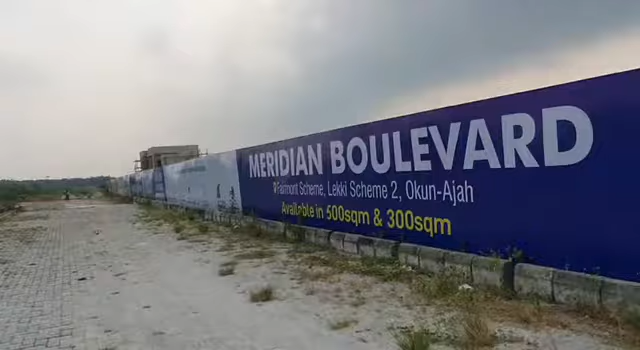 MERIDIAN BOULEVARD
Fairmont Scheme, Lekki Scheme 2, Okun-Ajah
Available in 500sqm & 300sqm